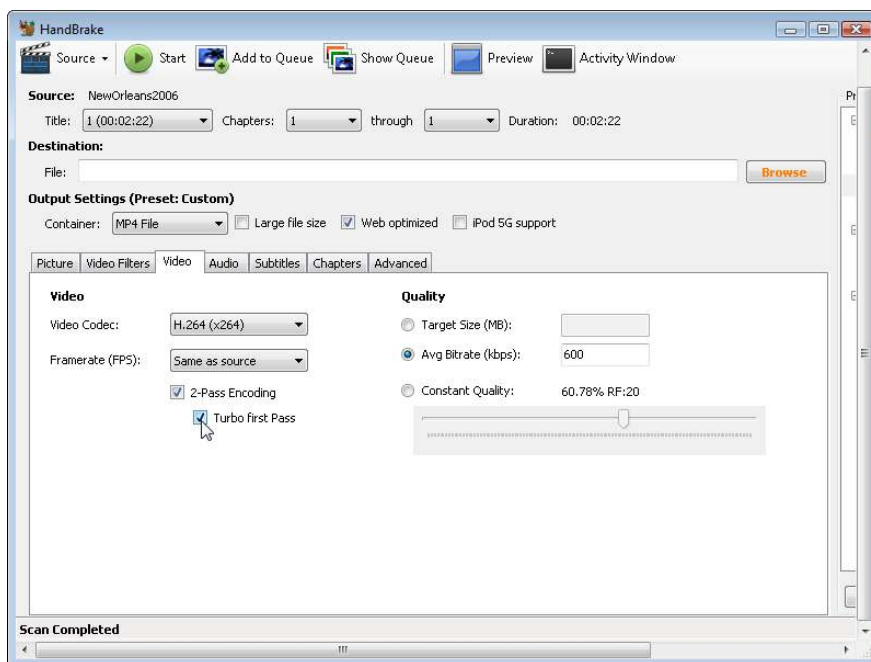 HandBrake
Source Start Add to Queue Show Queue Preview Activity Window
Source: NewOrleans2006
Title: 1 (00:02:22) Chapters: 1 through 1 Duration: 00:02:22
Destination:
File: Browse
Output Settings (Preset: Custom)
Container: MP4 File Large file size Web optimized iPod 5G support
Picture Video Filters Video Audio Subtitles Chapters Advanced
Video Quality
Video Codec: H.264 (x264) Target Size (MB):
Framerate (FPS): Same as source Avg Bitrate (kbps): 600
2-Pass Encoding Constant Quality: 60.78% RF:20
Turbo first Pass
Scan Completed